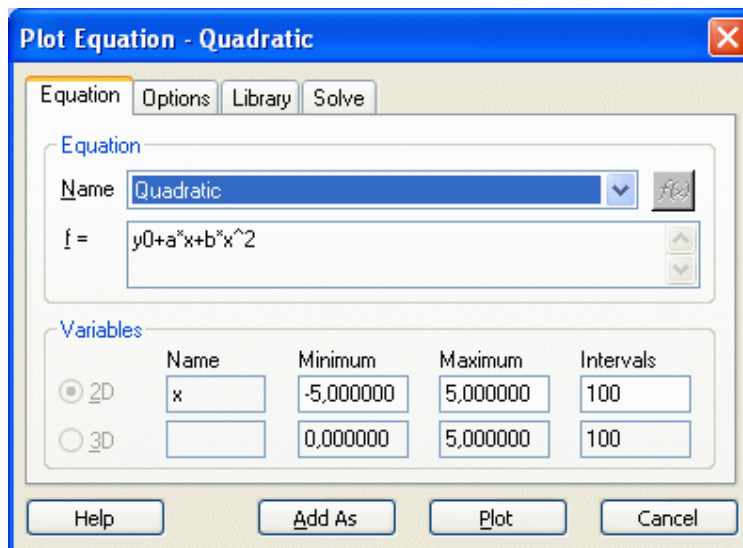 Plot Equation - Quadratic
Equation Options Library Solve
Equation
Name Quadratic f(x)
f = y0+a*x+b*x^2
Variables
Name Minimum Maximum Intervals
2D x -5,000000 5,000000 100
3D 0,000000 5,000000 100
Help Add As Plot Cancel